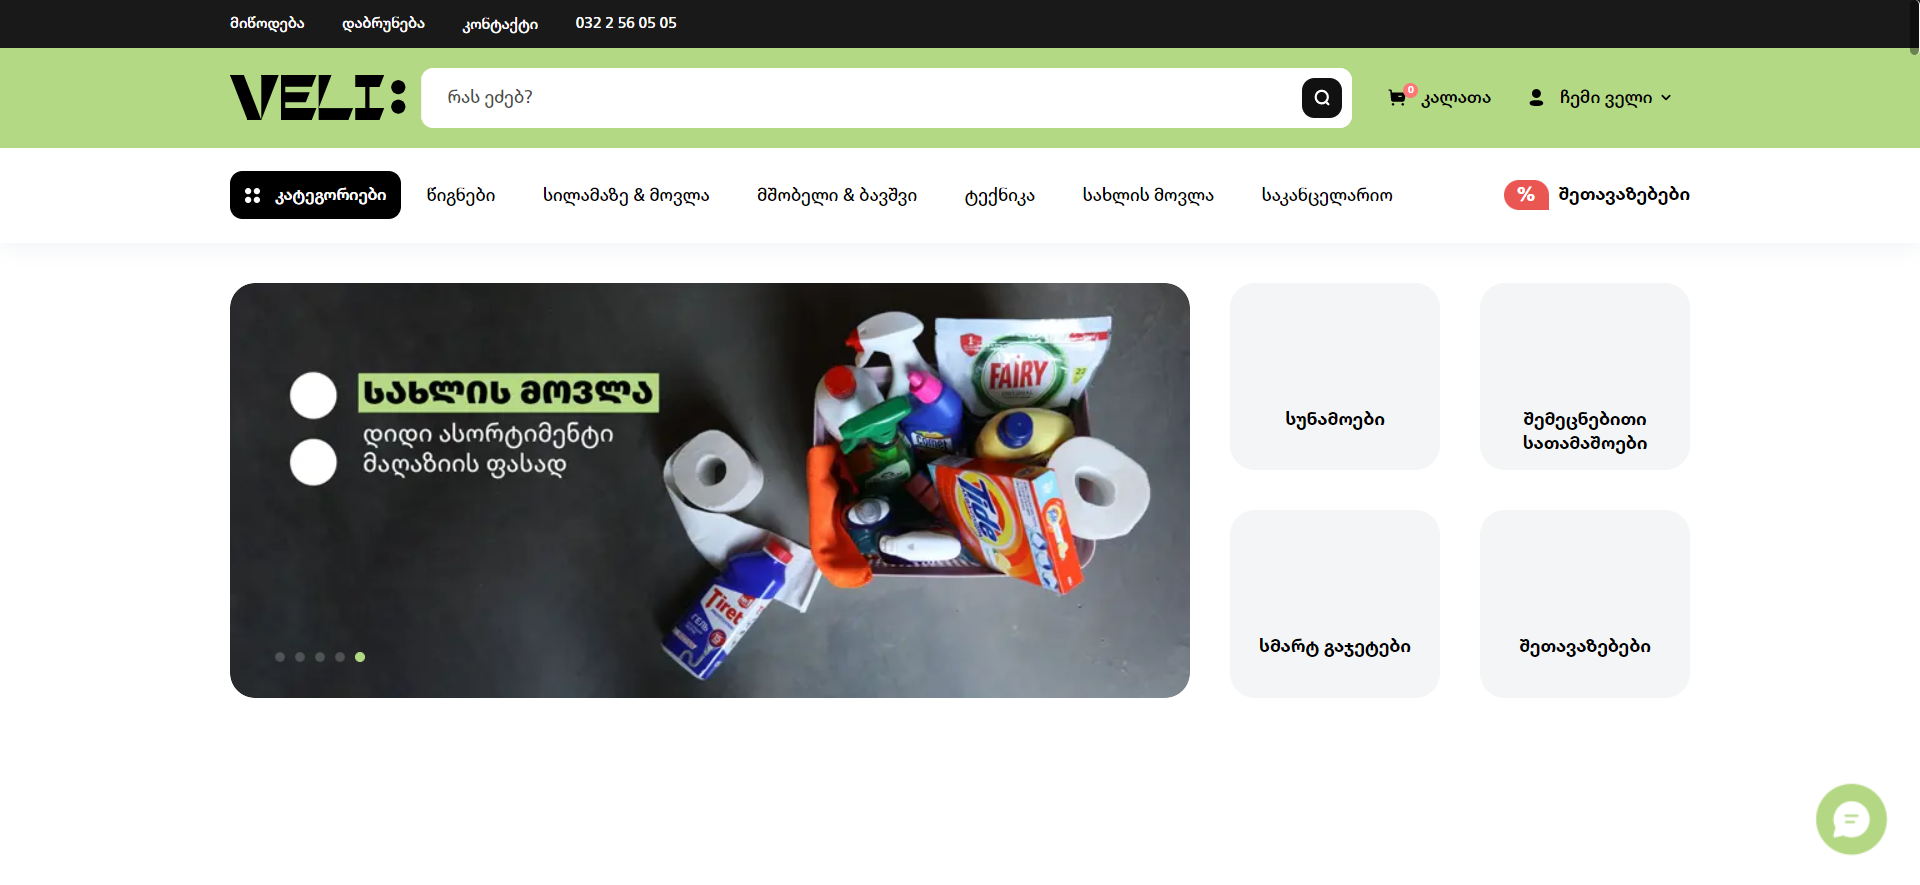 მიწოდება
დაბრუნება
კონტაქტი
032 2 56 05 05
VELI:
რას ეძებ?
0
კალათა
ჩემი ველი
კატეგორიები
წიგნები
სილამაზე & მოვლა
მშობელი & ბავშვი
ტექნიკა
სახლის მოვლა
საკანცელარიო
%
შეთავაზებები
სახლის მოვლა
დიდი ასორტიმენტი
მაღაზიის ფასად
FAIRY
Comet
Tide
Tiret
ГЕЛЬ
სუნამოები
შემეცნებითი
სათამაშოები
სმარტ გაჯეტები
შეთავაზებები